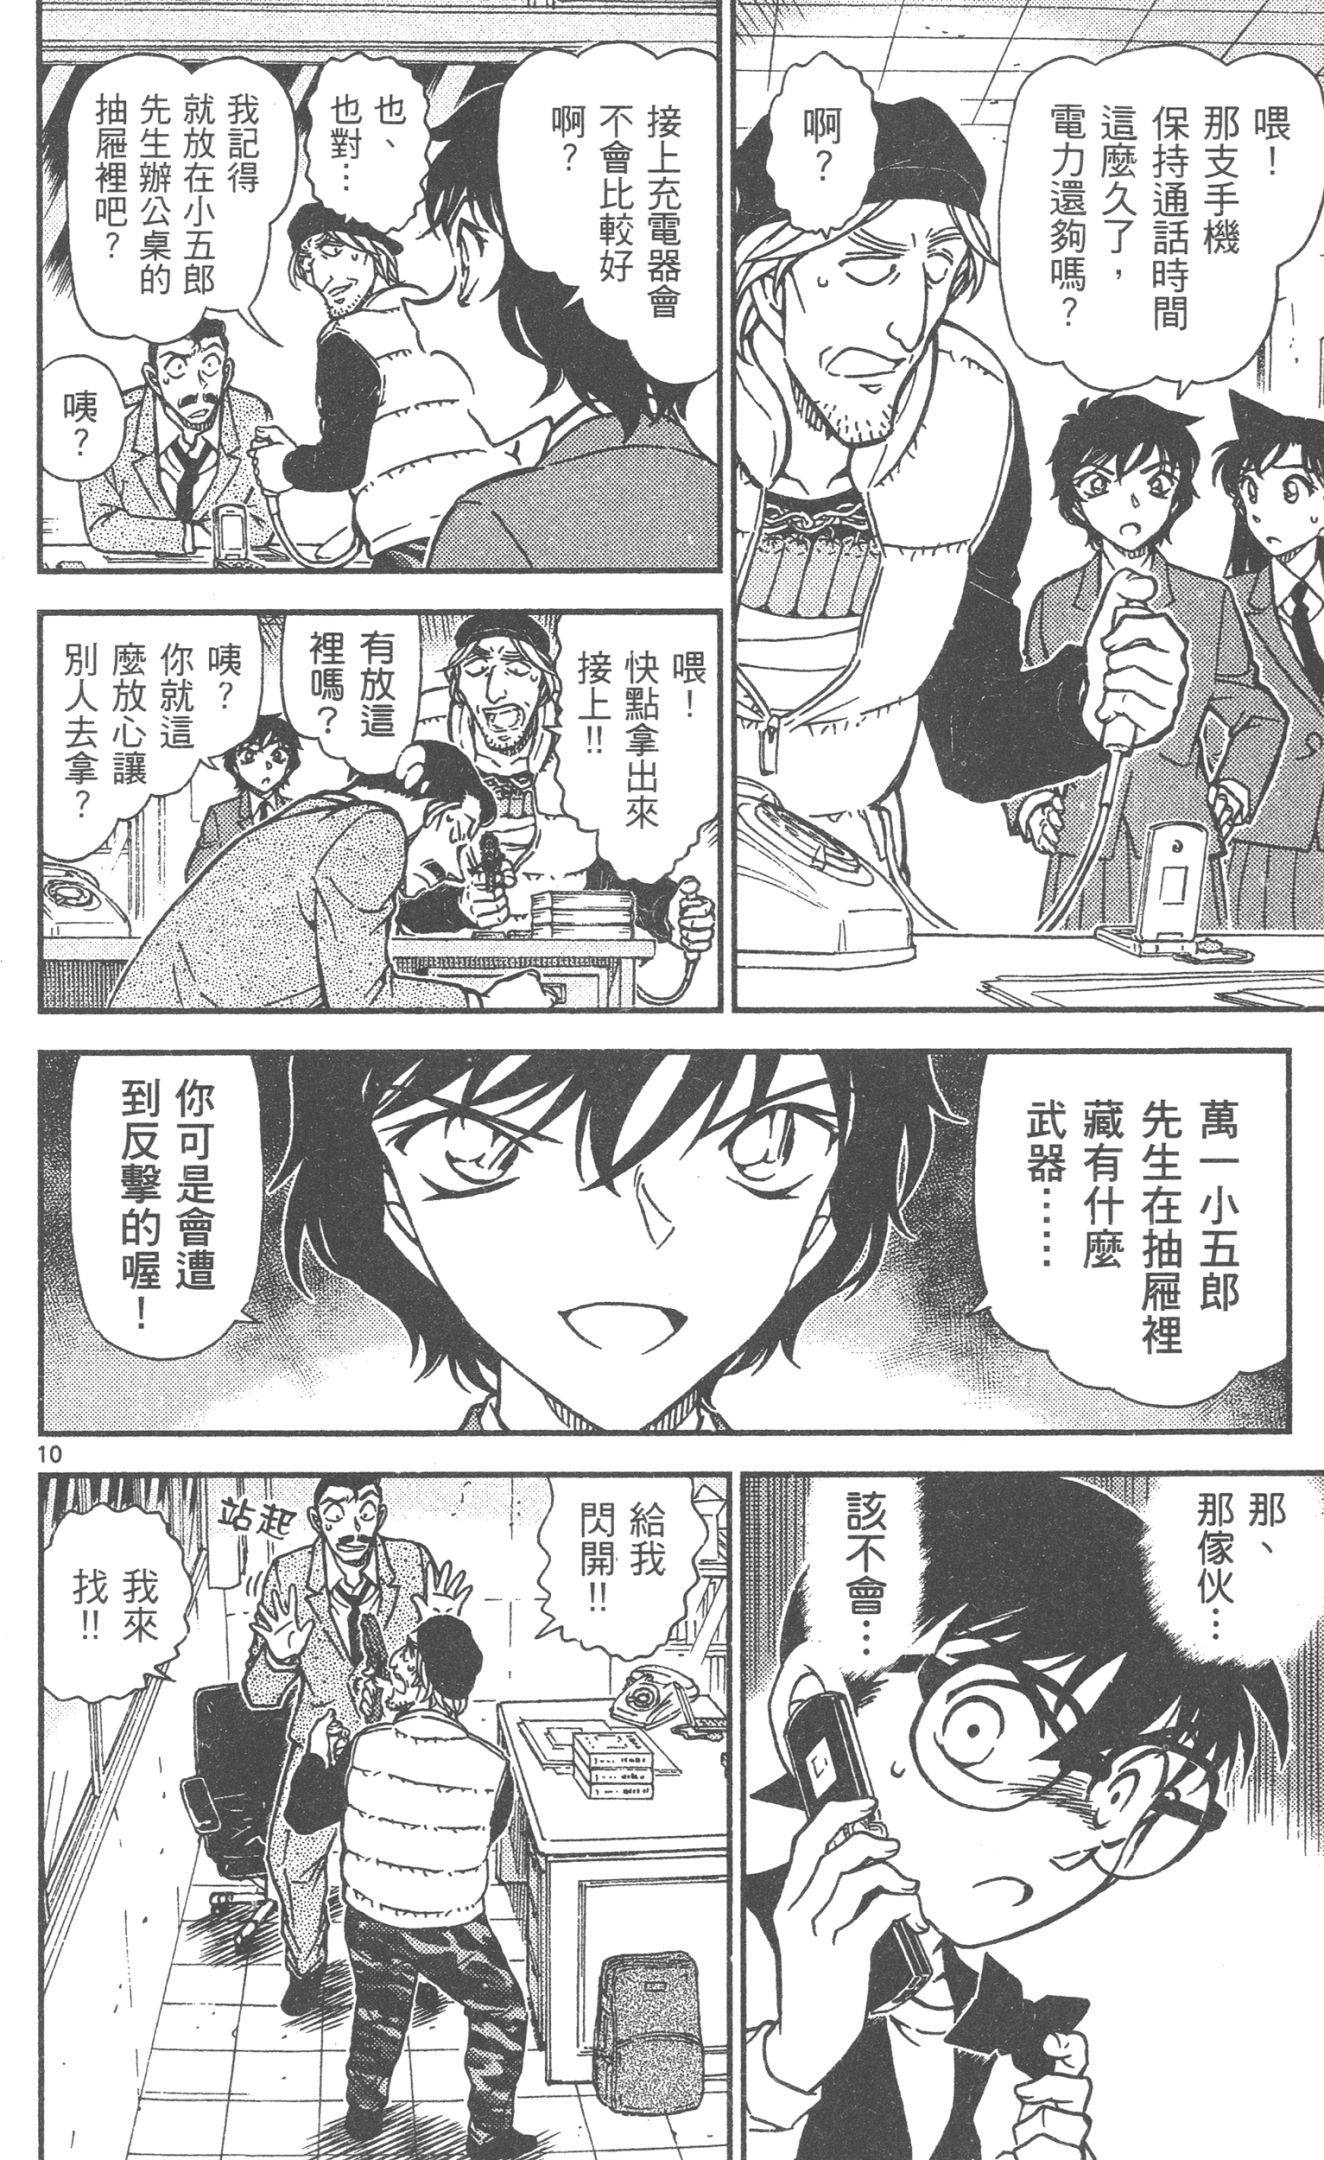 喂！
那支手機
保持通話時間
這麼久了，
電力還夠嗎？
啊？
接上充電器會
不會比較好
啊？
也、
也對…
我記得
就放在小五郎
先生辦公桌的
抽屜裡吧？
咦？
喂！
快點拿出來
接上!!
有放這
裡嗎？
咦？
你就這
麼放心讓
別人去拿？
萬一小五郎
先生在抽屜裡
藏有什麼
武器……
你可是會遭
到反擊的喔！
10
那、
那傢伙…
該不會…
給我
閃開!!
站起
我來
找!!